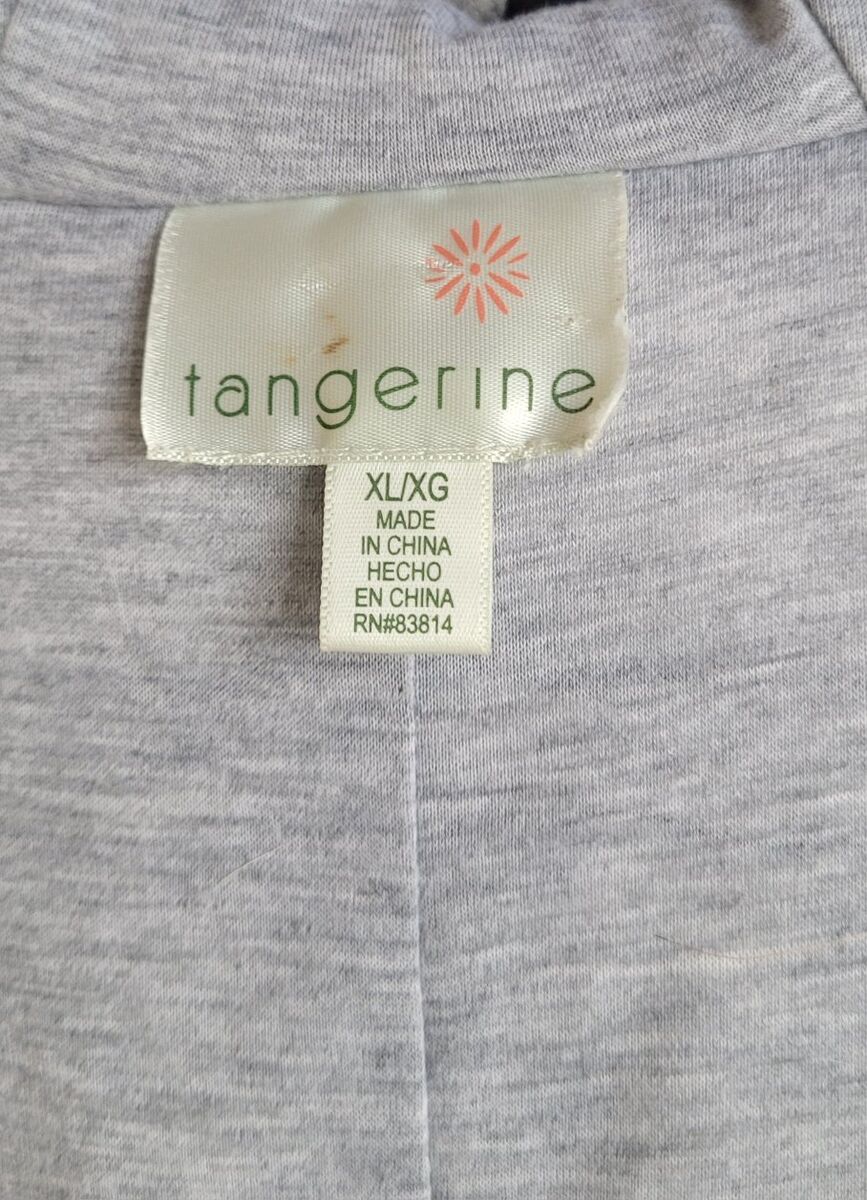 tangerine
XL/XG
MADE
IN CHINA
HECHO
EN CHINA
RN#83814